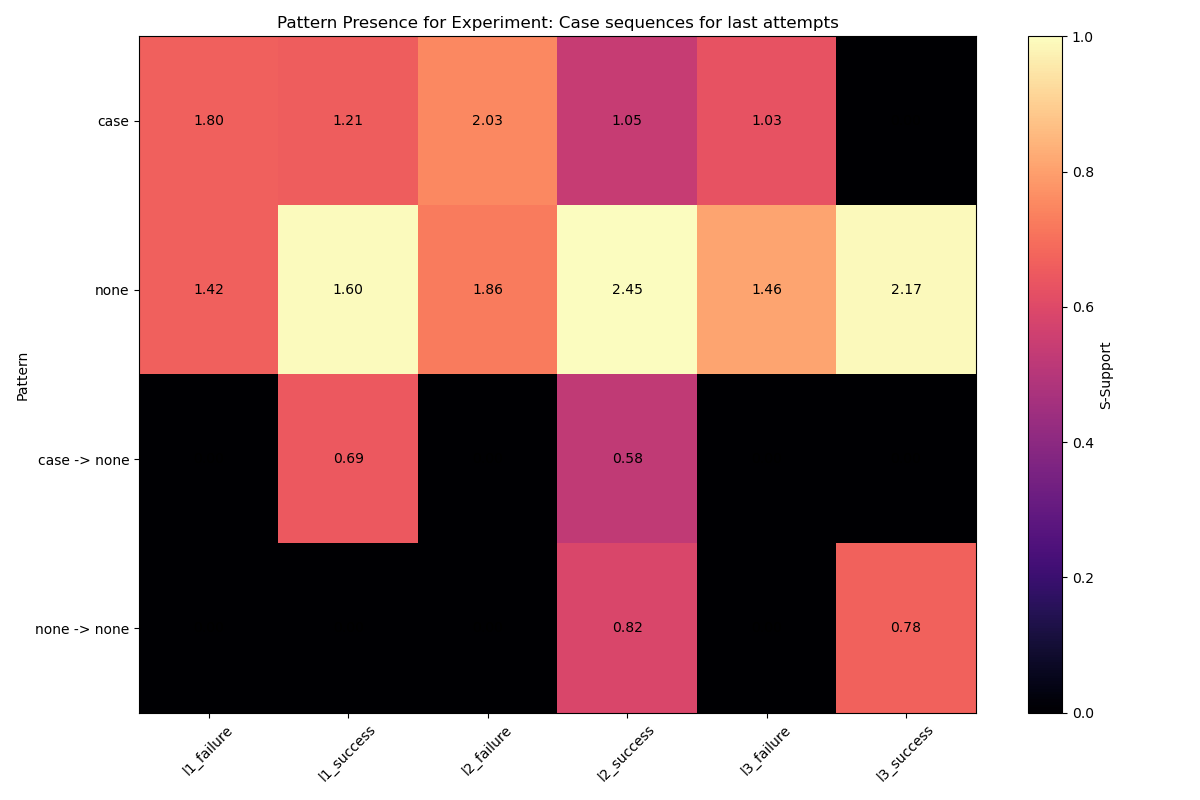 Pattern Presence for Experiment: Case sequences for last attempts
case
1.80
1.21
2.03
1.05
1.03
none
1.42
1.60
1.86
2.45
1.46
2.17
case -> none
0.69
0.58
none -> none
0.82
0.78
Pattern
l1_failure
l1_success
l2_failure
l2_success
l3_failure
l3_success
1.0
0.8
0.6
0.4
0.2
0.0
S-Support